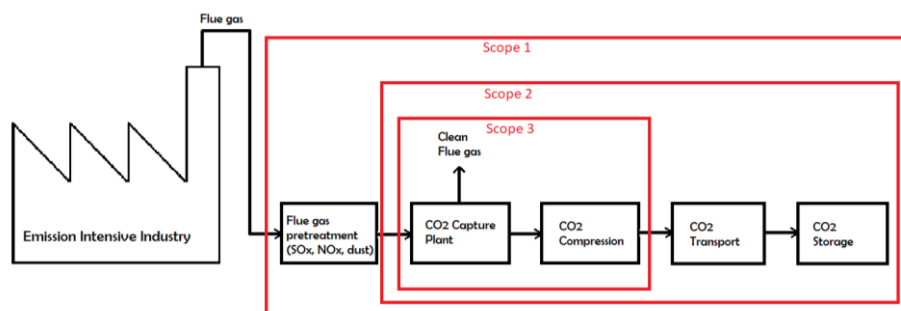 Flue gas
Scope 1
Scope 2
Scope 3
Clean
Flue gas
Emission Intensive Industry
Flue gas
pretreatment
(SOx, NOx, dust)
CO2 Capture
Plant
CO2
Compression
CO2
Transport
CO2
Storage